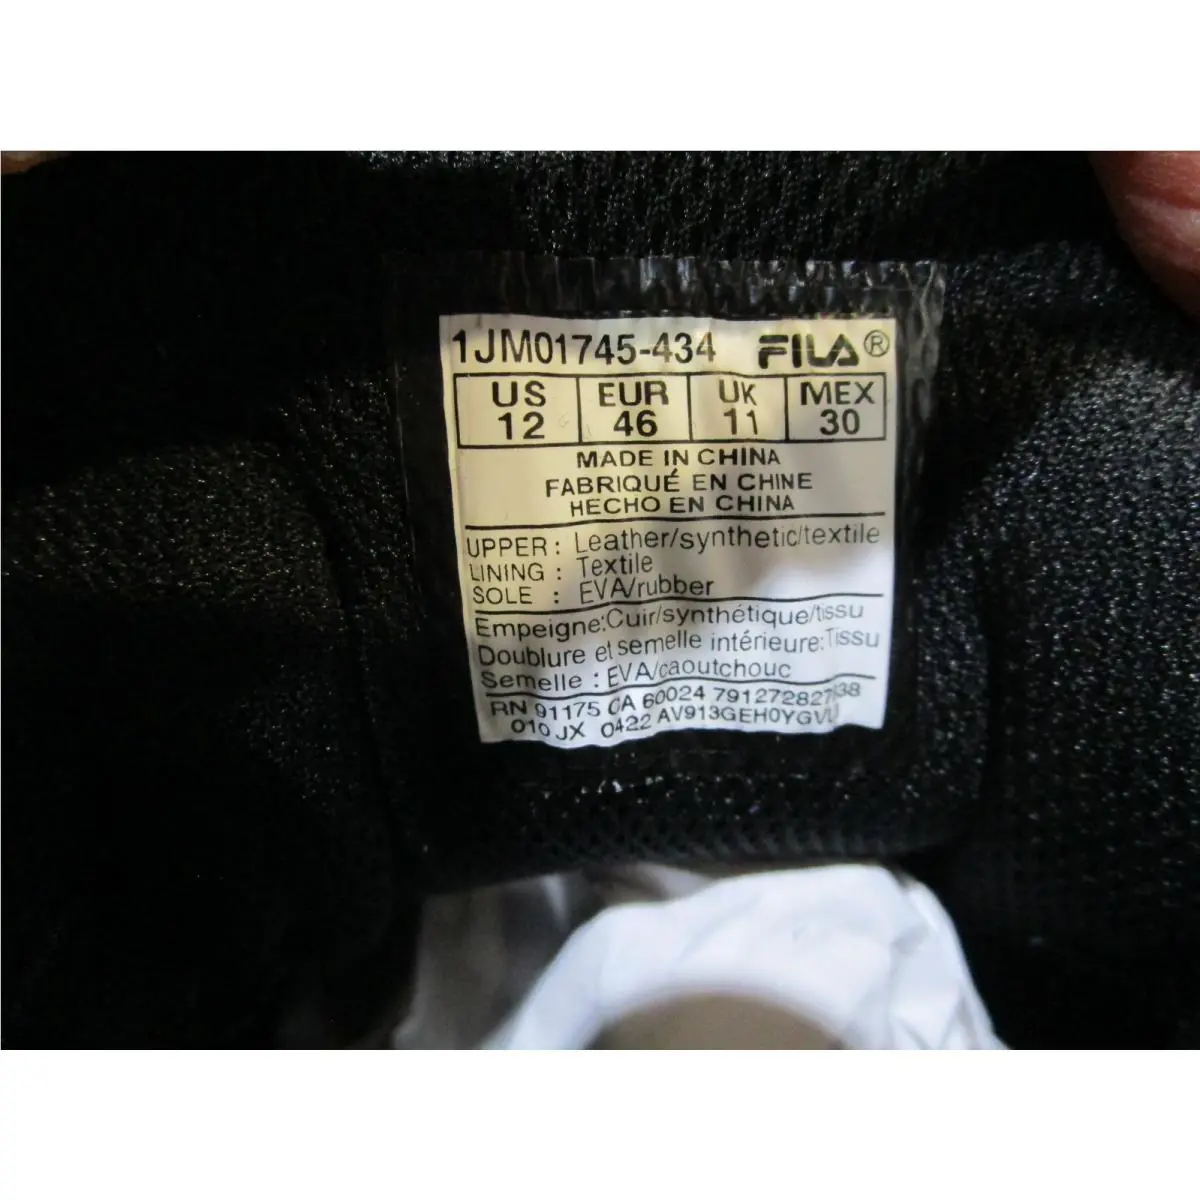 1JM01745-434 FILA®
US EUR UK MEX
12 46 11 30
MADE IN CHINA
FABRIQUÉ EN CHINE
HECHO EN CHINA
UPPER : Leather/synthetic/textile
LINING : Textile
SOLE : EVA/rubber
Empeigne:Cuir/synthétique/tissu
Doublure et semelle intérieure:Tissu
Semelle : EVA/caoutchouc
RN 91175 CA 60024
010 JX 0422